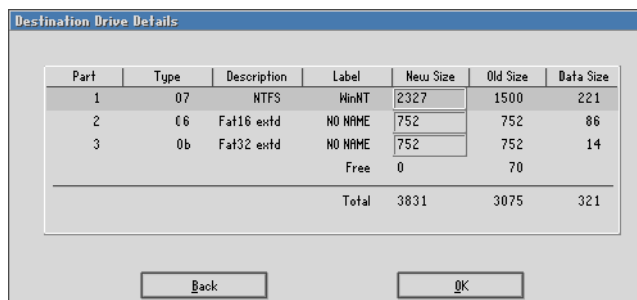 Destination Drive Details
Part Type Description Label New Size Old Size Data Size
1 07 NTFS WinNT 2327 1500 221
2 06 Fat16 extd NO NAME 752 752 86
3 0b Fat32 extd NO NAME 752 752 14
Free 0 70
Total 3831 3075 321
Back OK